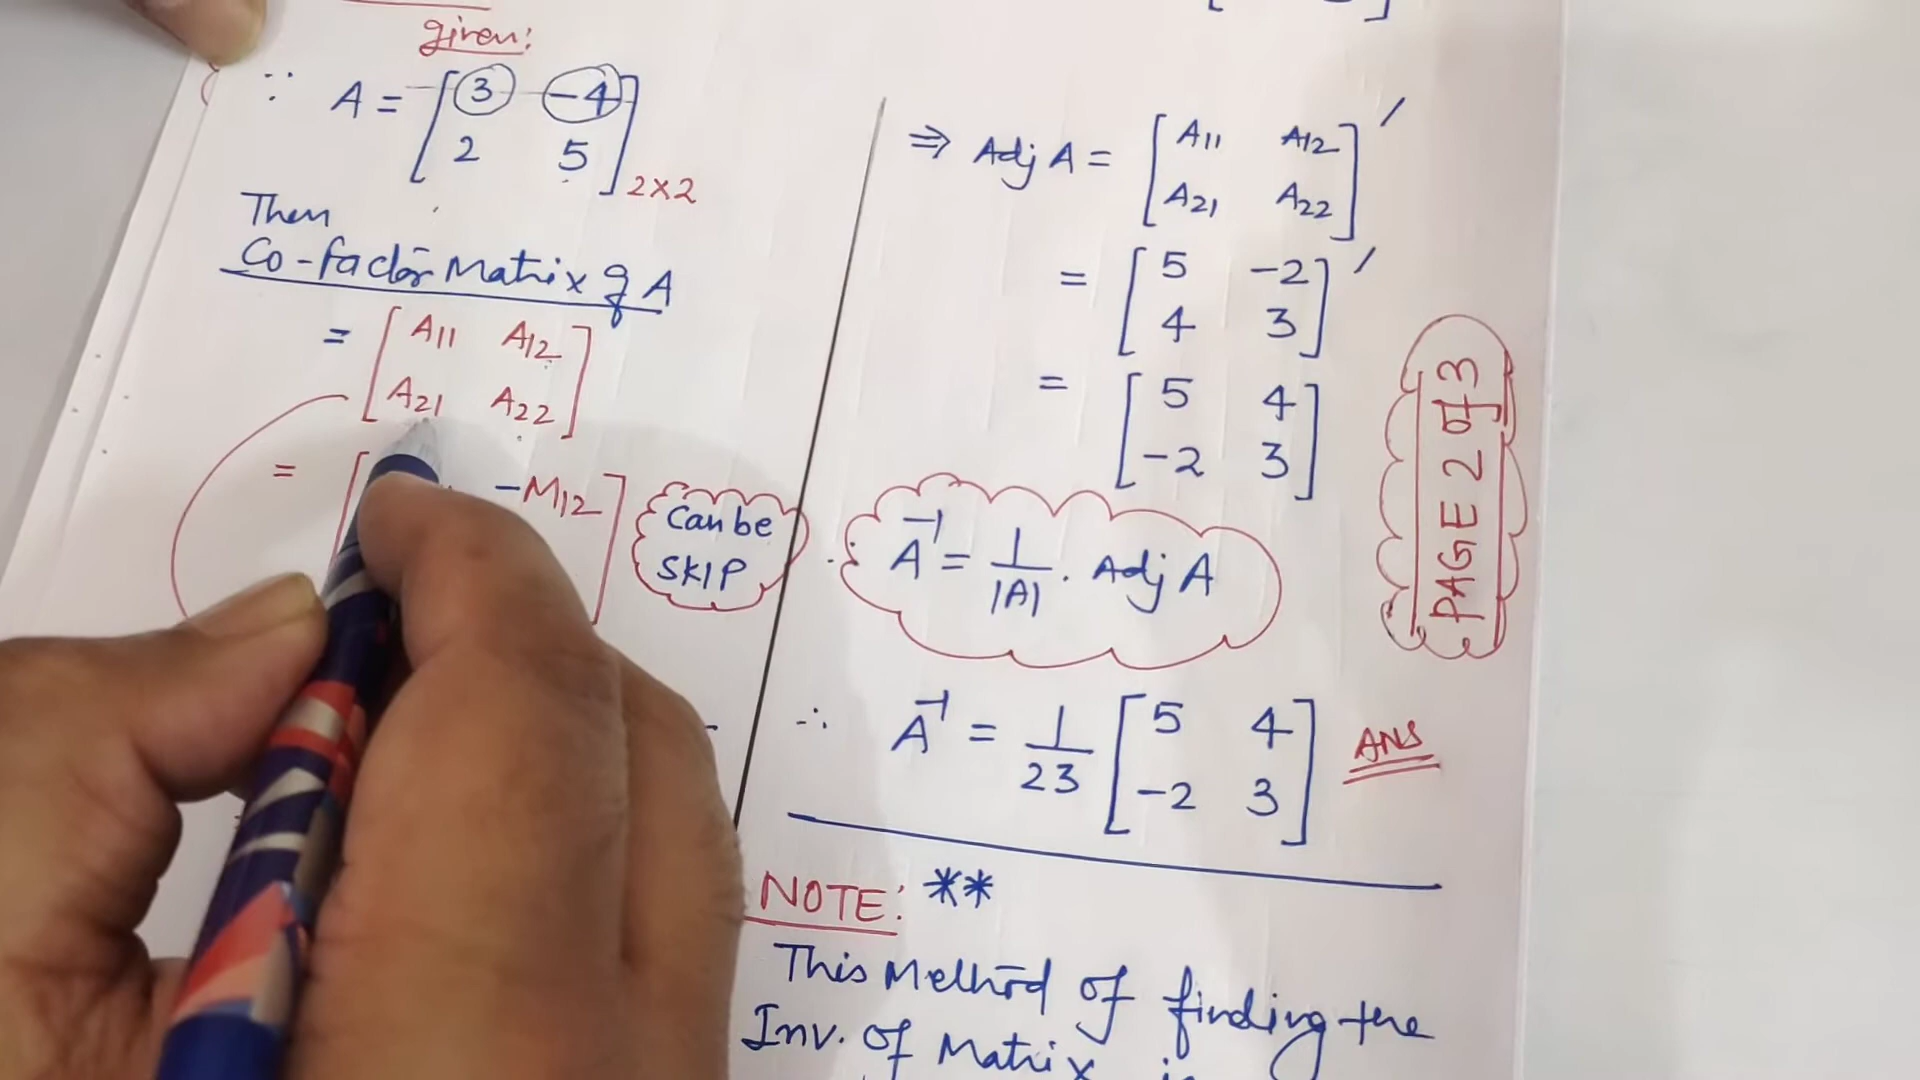 given:
∵ A = [3 -4
2 5]2×2
Then
Co-factor Matrix of A
= [A11 A12
A21 A22]
= [ -M12
]
Can be
SKIP
⇒ Adj A = [A11 A12
A21 A22]′
= [5 -2
4 3]′
= [5 4
-2 3]
∴ A⁻¹ = 1/|A| . Adj A
∴ A⁻¹ = 1/23 [5 4
-2 3] ANS
PAGE 2 of 3
NOTE: **
This Method of finding the
Inv. of Matrix